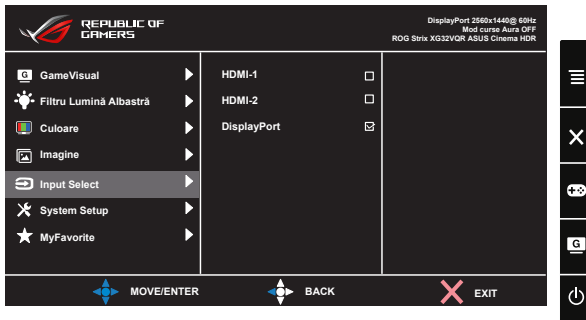 REPUBLIC OF
GAMERS
DisplayPort 2560x1440@ 60Hz
Mod curse Aura OFF
ROG Strix XG32VQR ASUS Cinema HDR
G GameVisual
Filtru Lumină Albastră
Culoare
Imagine
Input Select
System Setup
MyFavorite
HDMI-1
HDMI-2
DisplayPort
MOVE/ENTER
BACK
EXIT
G